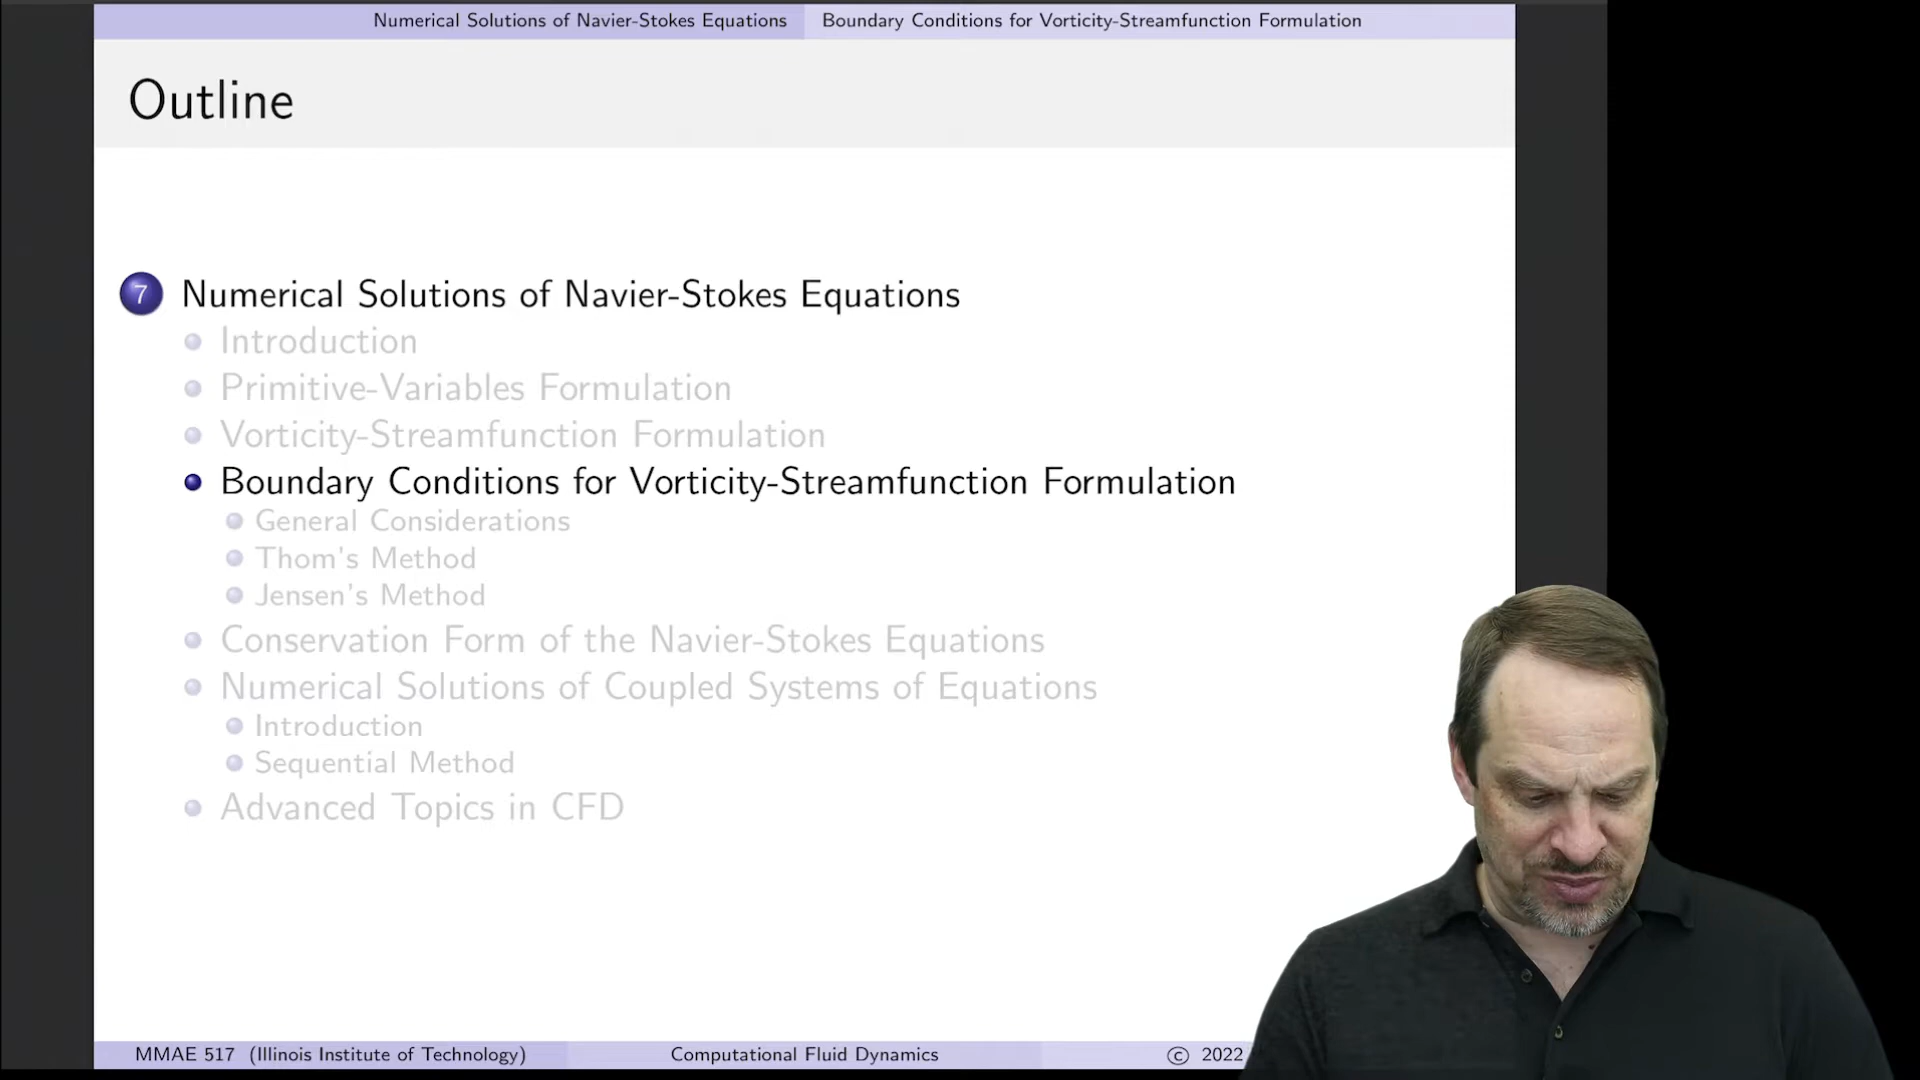 Numerical Solutions of Navier-Stokes Equations Boundary Conditions for Vorticity-Streamfunction Formulation
Outline
7 Numerical Solutions of Navier-Stokes Equations
Introduction
Primitive-Variables Formulation
Vorticity-Streamfunction Formulation
Boundary Conditions for Vorticity-Streamfunction Formulation
General Considerations
Thom's Method
Jensen's Method
Conservation Form of the Navier-Stokes Equations
Numerical Solutions of Coupled Systems of Equations
Introduction
Sequential Method
Advanced Topics in CFD
MMAE 517 (Illinois Institute of Technology) Computational Fluid Dynamics © 2022